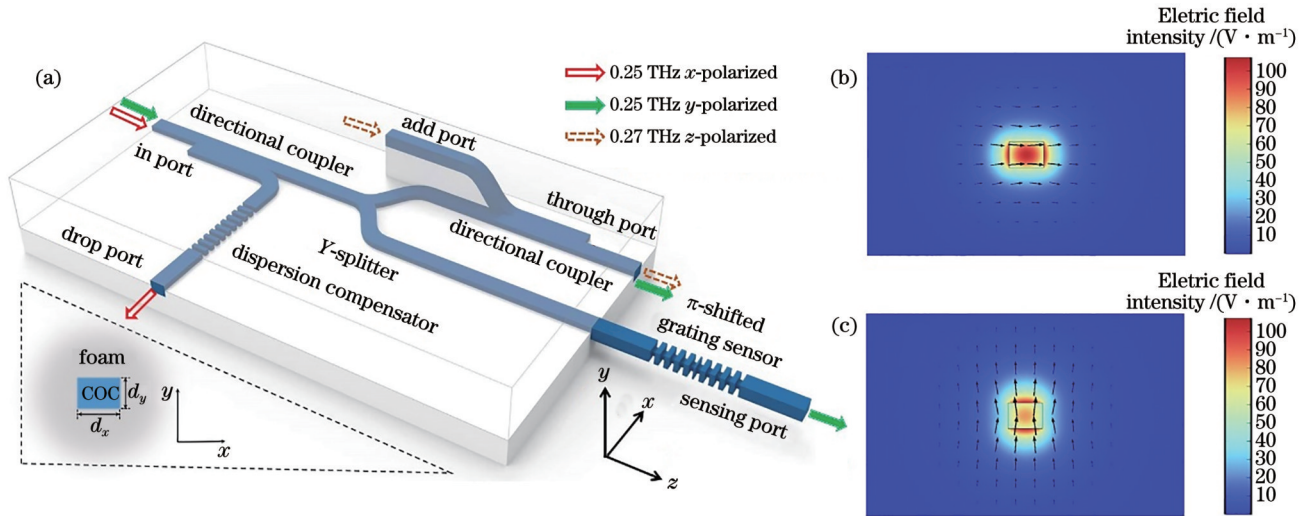 (a)
0.25 THz x-polarized
0.25 THz y-polarized
0.27 THz z-polarized
directional coupler
add port
in port
through port
directional coupler
drop port
Y-splitter
dispersion compensator
π-shifted
grating sensor
sensing port
foam
COC
dy
dx
y
x
y
x
z
(b)
Eletric field
intensity /(V · m⁻¹)
100
90
80
70
60
50
40
30
20
10
(c)
Eletric field
intensity /(V · m⁻¹)
100
90
80
70
60
50
40
30
20
10